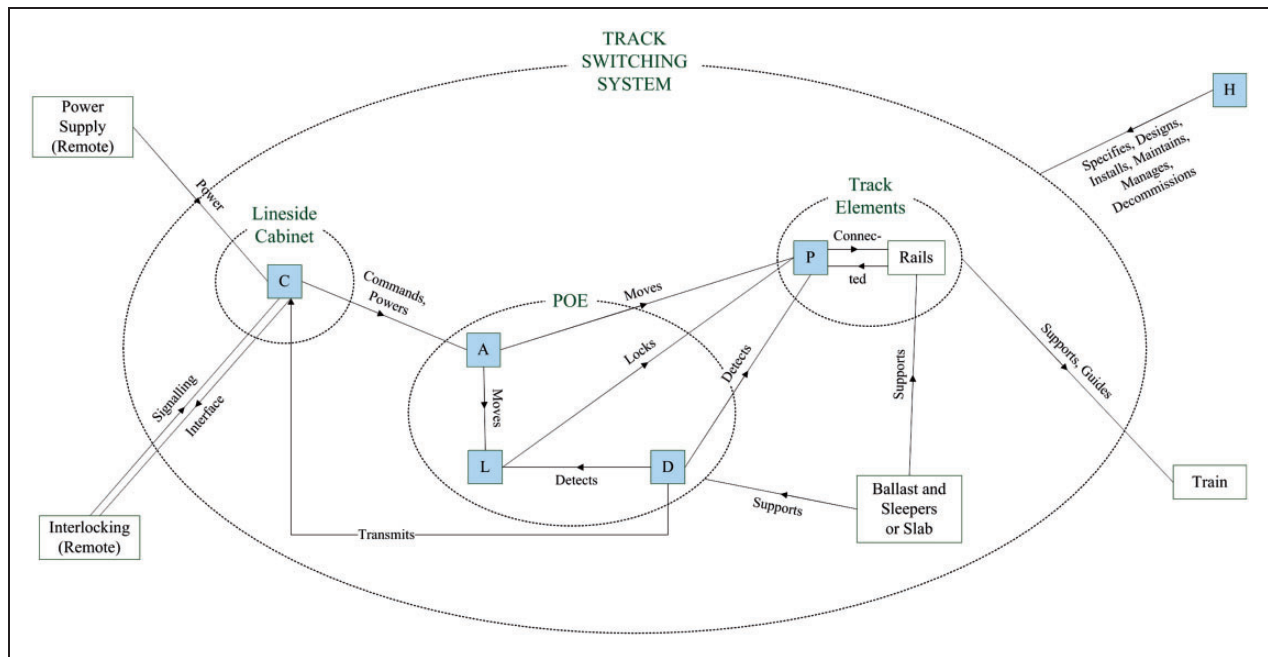 TRACK
SWITCHING
SYSTEM
Power
Supply
(Remote)
H
Specifies, Designs,
Installs, Maintains,
Manages,
Decommissions
Power
Lineside
Cabinet
Track
Elements
C
Commands,
Powers
P
Connec-
ted
Rails
POE
Moves
A
Moves
Locks
Detects
Supports
Supports, Guides
Signalling
Interface
L
Detects
D
Supports
Ballast and
Sleepers
or Slab
Train
Interlocking
(Remote)
Transmits